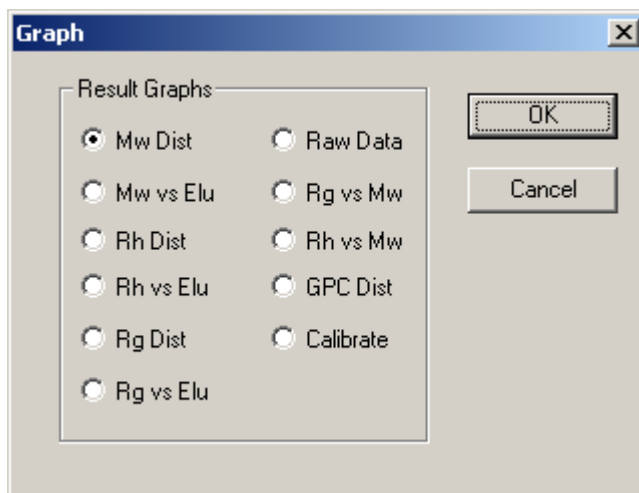 Graph
Result Graphs
Mw Dist
Raw Data
Mw vs Elu
Rg vs Mw
Rh Dist
Rh vs Mw
Rh vs Elu
GPC Dist
Rg Dist
Calibrate
Rg vs Elu
OK
Cancel